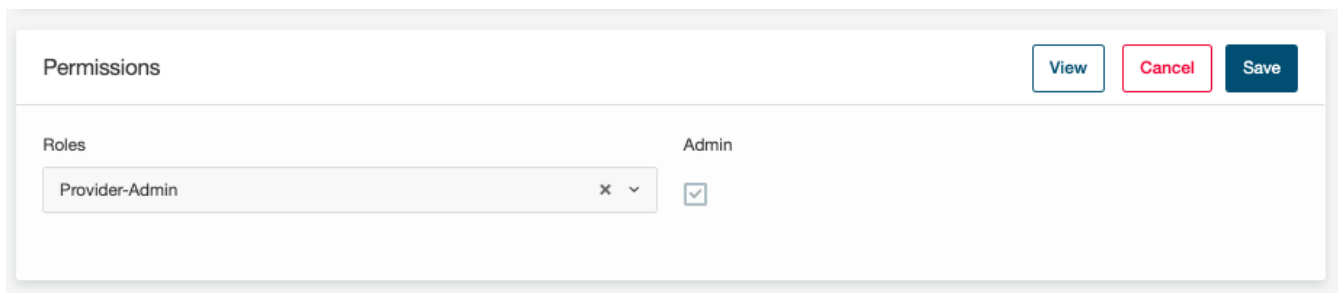 Permissions
View
Cancel
Save
Roles
Admin
Provider-Admin